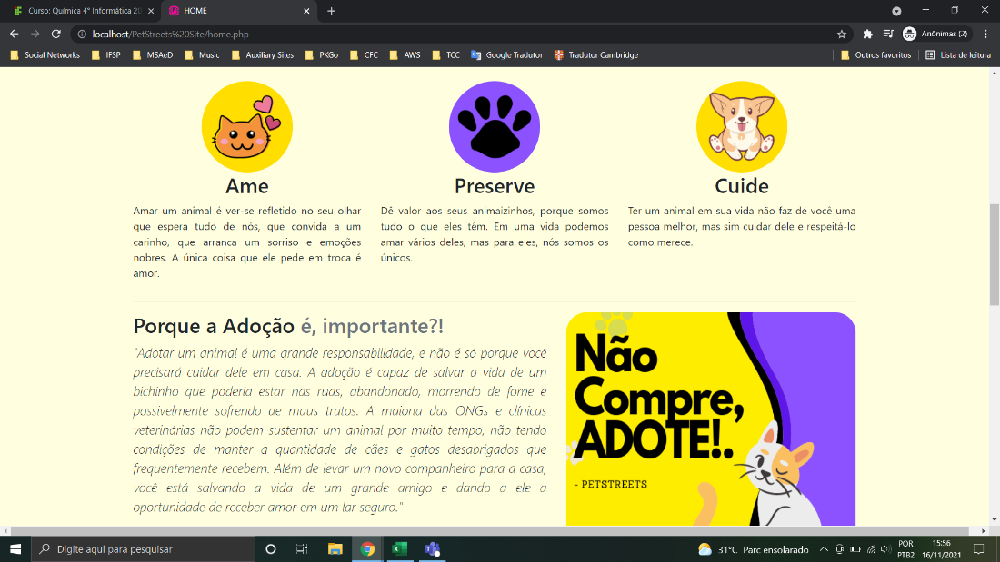 Curso: Química 4º Informática 20
HOME
localhost/PetStreets%20Site/home.php
Anônimas (2)
Social Networks
IFSP
MSAeD
Music
Auxiliary Sites
PKGo
CFC
AWS
TCC
Google Tradutor
Tradutor Cambridge
Outros favoritos
Lista de leitura
Ame
Amar um animal é ver-se refletido no seu olhar
que espera tudo de nós, que convida a um
carinho, que arranca um sorriso e emoções
nobres. A única coisa que ele pede em troca é
amor.
Preserve
Dê valor aos seus animaizinhos, porque somos
tudo o que eles têm. Em uma vida podemos
amar vários deles, mas para eles, nós somos os
únicos.
Cuide
Ter um animal em sua vida não faz de você uma
pessoa melhor, mas sim cuidar dele e respeitá-lo
como merece.
Porque a Adoção é, importante?!
"Adotar um animal é uma grande responsabilidade, e não é só porque você
precisará cuidar dele em casa. A adoção é capaz de salvar a vida de um
bichinho que poderia estar nas ruas, abandonado, morrendo de fome e
possivelmente sofrendo de maus tratos. A maioria das ONGs e clínicas
veterinárias não podem sustentar um animal por muito tempo, não tendo
condições de manter a quantidade de cães e gatos desabrigados que
frequentemente recebem. Além de levar um novo companheiro para a casa,
você está salvando a vida de um grande amigo e dando a ele a
oportunidade de receber amor em um lar seguro."
Não
Compre,
ADOTE!.
- PETSTREETS
Digite aqui para pesquisar
31°C Parc ensolarado
POR
PTB2
15:56
16/11/2021